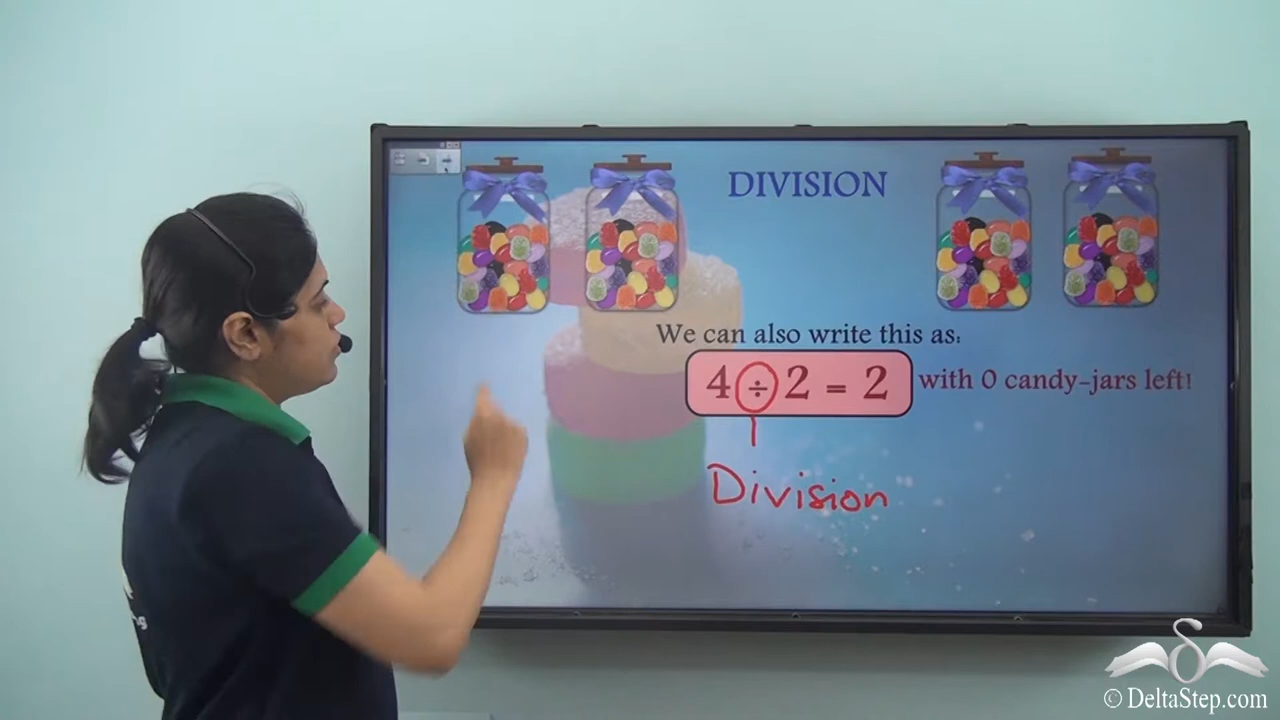 DIVISION
We can also write this as:
4 ÷ 2 = 2 with 0 candy-jars left!
Division
© DeltaStep.com